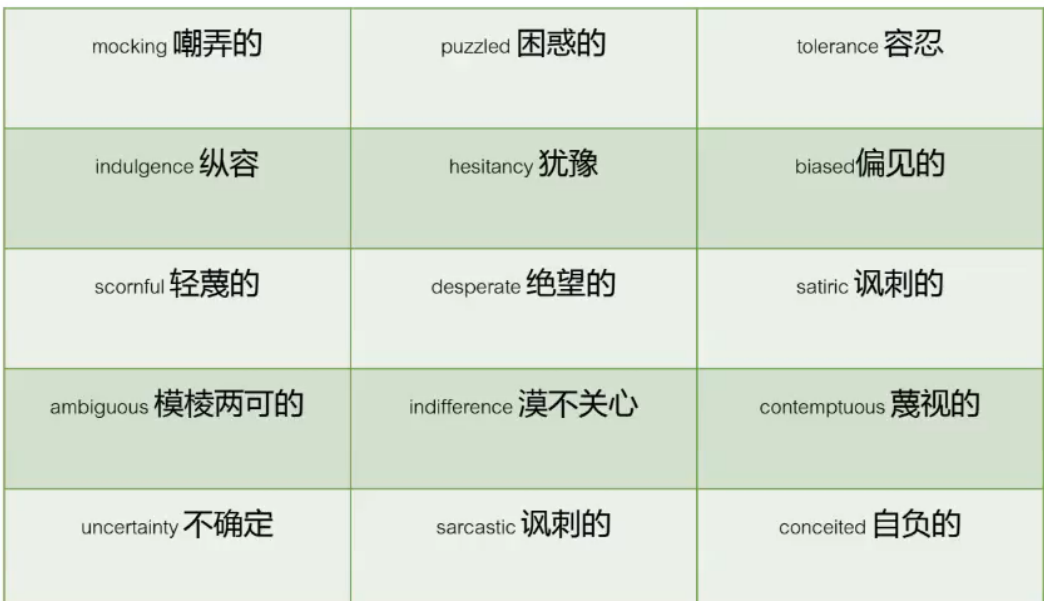 mocking 嘲弄的 puzzled 困惑的 tolerance 容忍
indulgence 纵容 hesitancy 犹豫 biased偏见的
scornful 轻蔑的 desperate 绝望的 satiric 讽刺的
ambiguous 模棱两可的 indifference 漠不关心 contemptuous 蔑视的
uncertainty 不确定 sarcastic 讽刺的 conceited 自负的